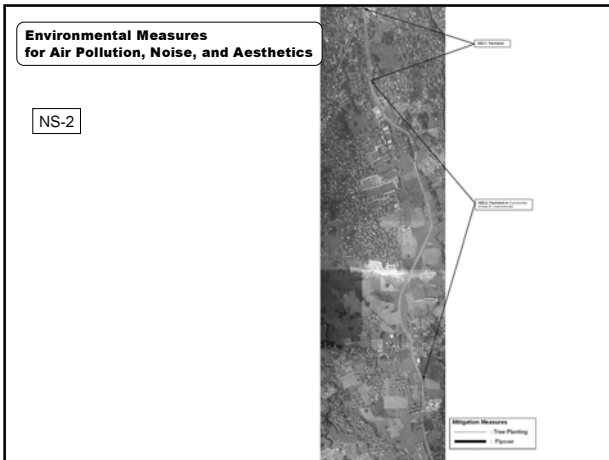 Environmental Measures
for Air Pollution, Noise, and Aesthetics
NS-2
Mitigation Measures
: Tree Planting
: Flyover